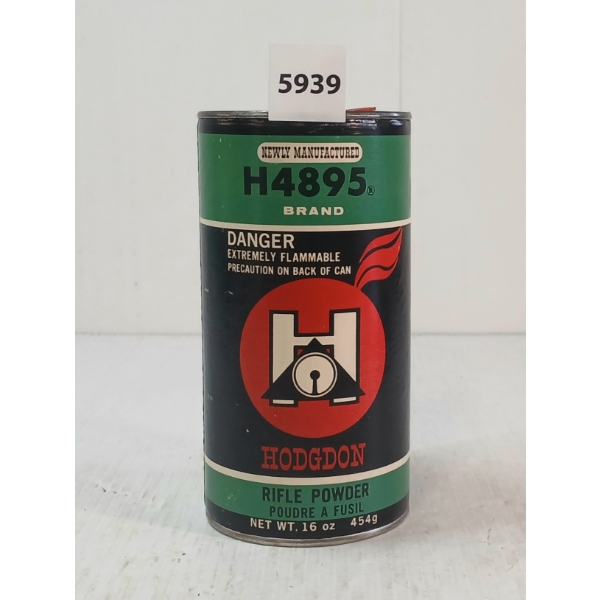 5939
NEWLY MANUFACTURED
H4895®
BRAND
DANGER
EXTREMELY FLAMMABLE
PRECAUTION ON BACK OF CAN
H
HODGDON
RIFLE POWDER
POUDRE A FUSIL
NET WT. 16 oz 454g